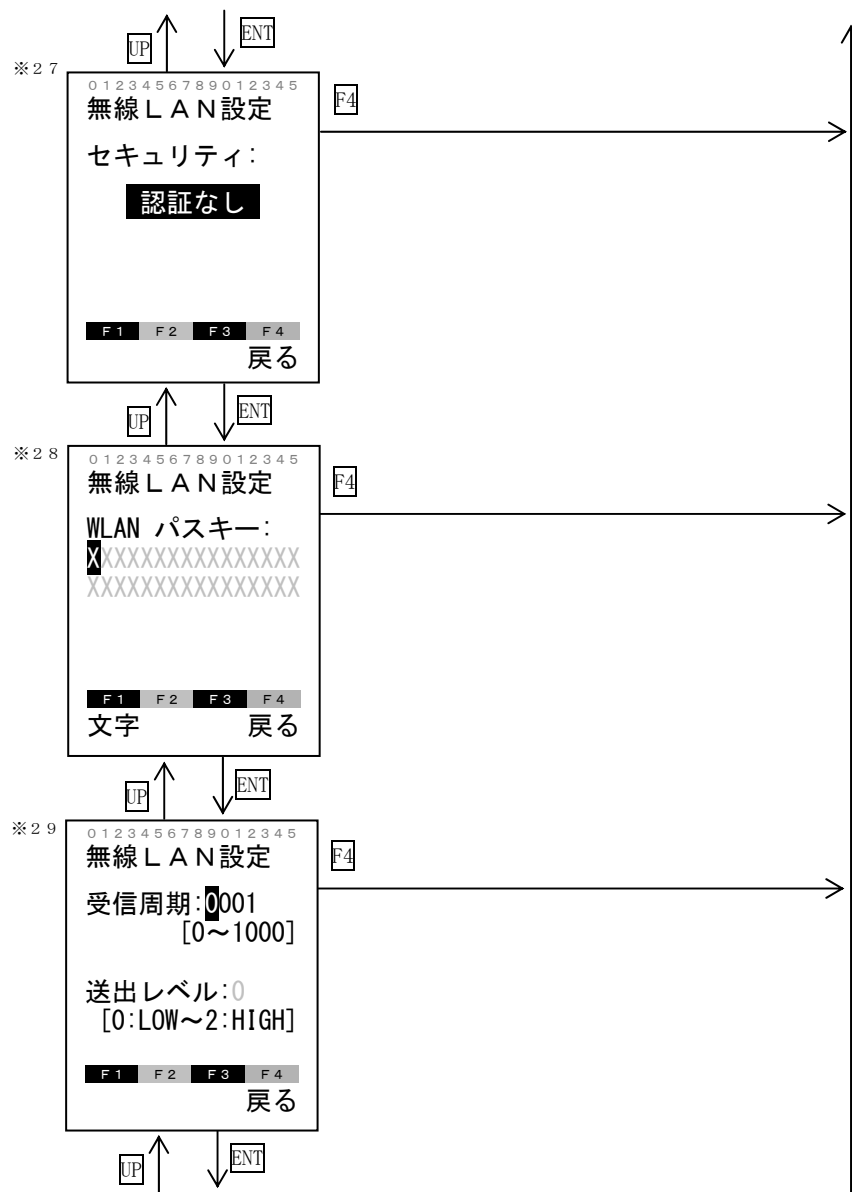 UP ENT
※２７
０１２３４５６７８９０１２３４５
無線ＬＡＮ設定
F4
セキュリティ:
認証なし
Ｆ１ Ｆ２ Ｆ３ Ｆ４
戻る
UP ENT
※２８
０１２３４５６７８９０１２３４５
無線ＬＡＮ設定
F4
WLAN パスキー:
XXXXXXXXXXXXXXXX
XXXXXXXXXXXXXXXX
Ｆ１ Ｆ２ Ｆ３ Ｆ４
文字 戻る
UP ENT
※２９
０１２３４５６７８９０１２３４５
無線ＬＡＮ設定
F4
受信周期:0001
[0～1000]
送出レベル:0
[0:LOW～2:HIGH]
Ｆ１ Ｆ２ Ｆ３ Ｆ４
戻る
UP ENT